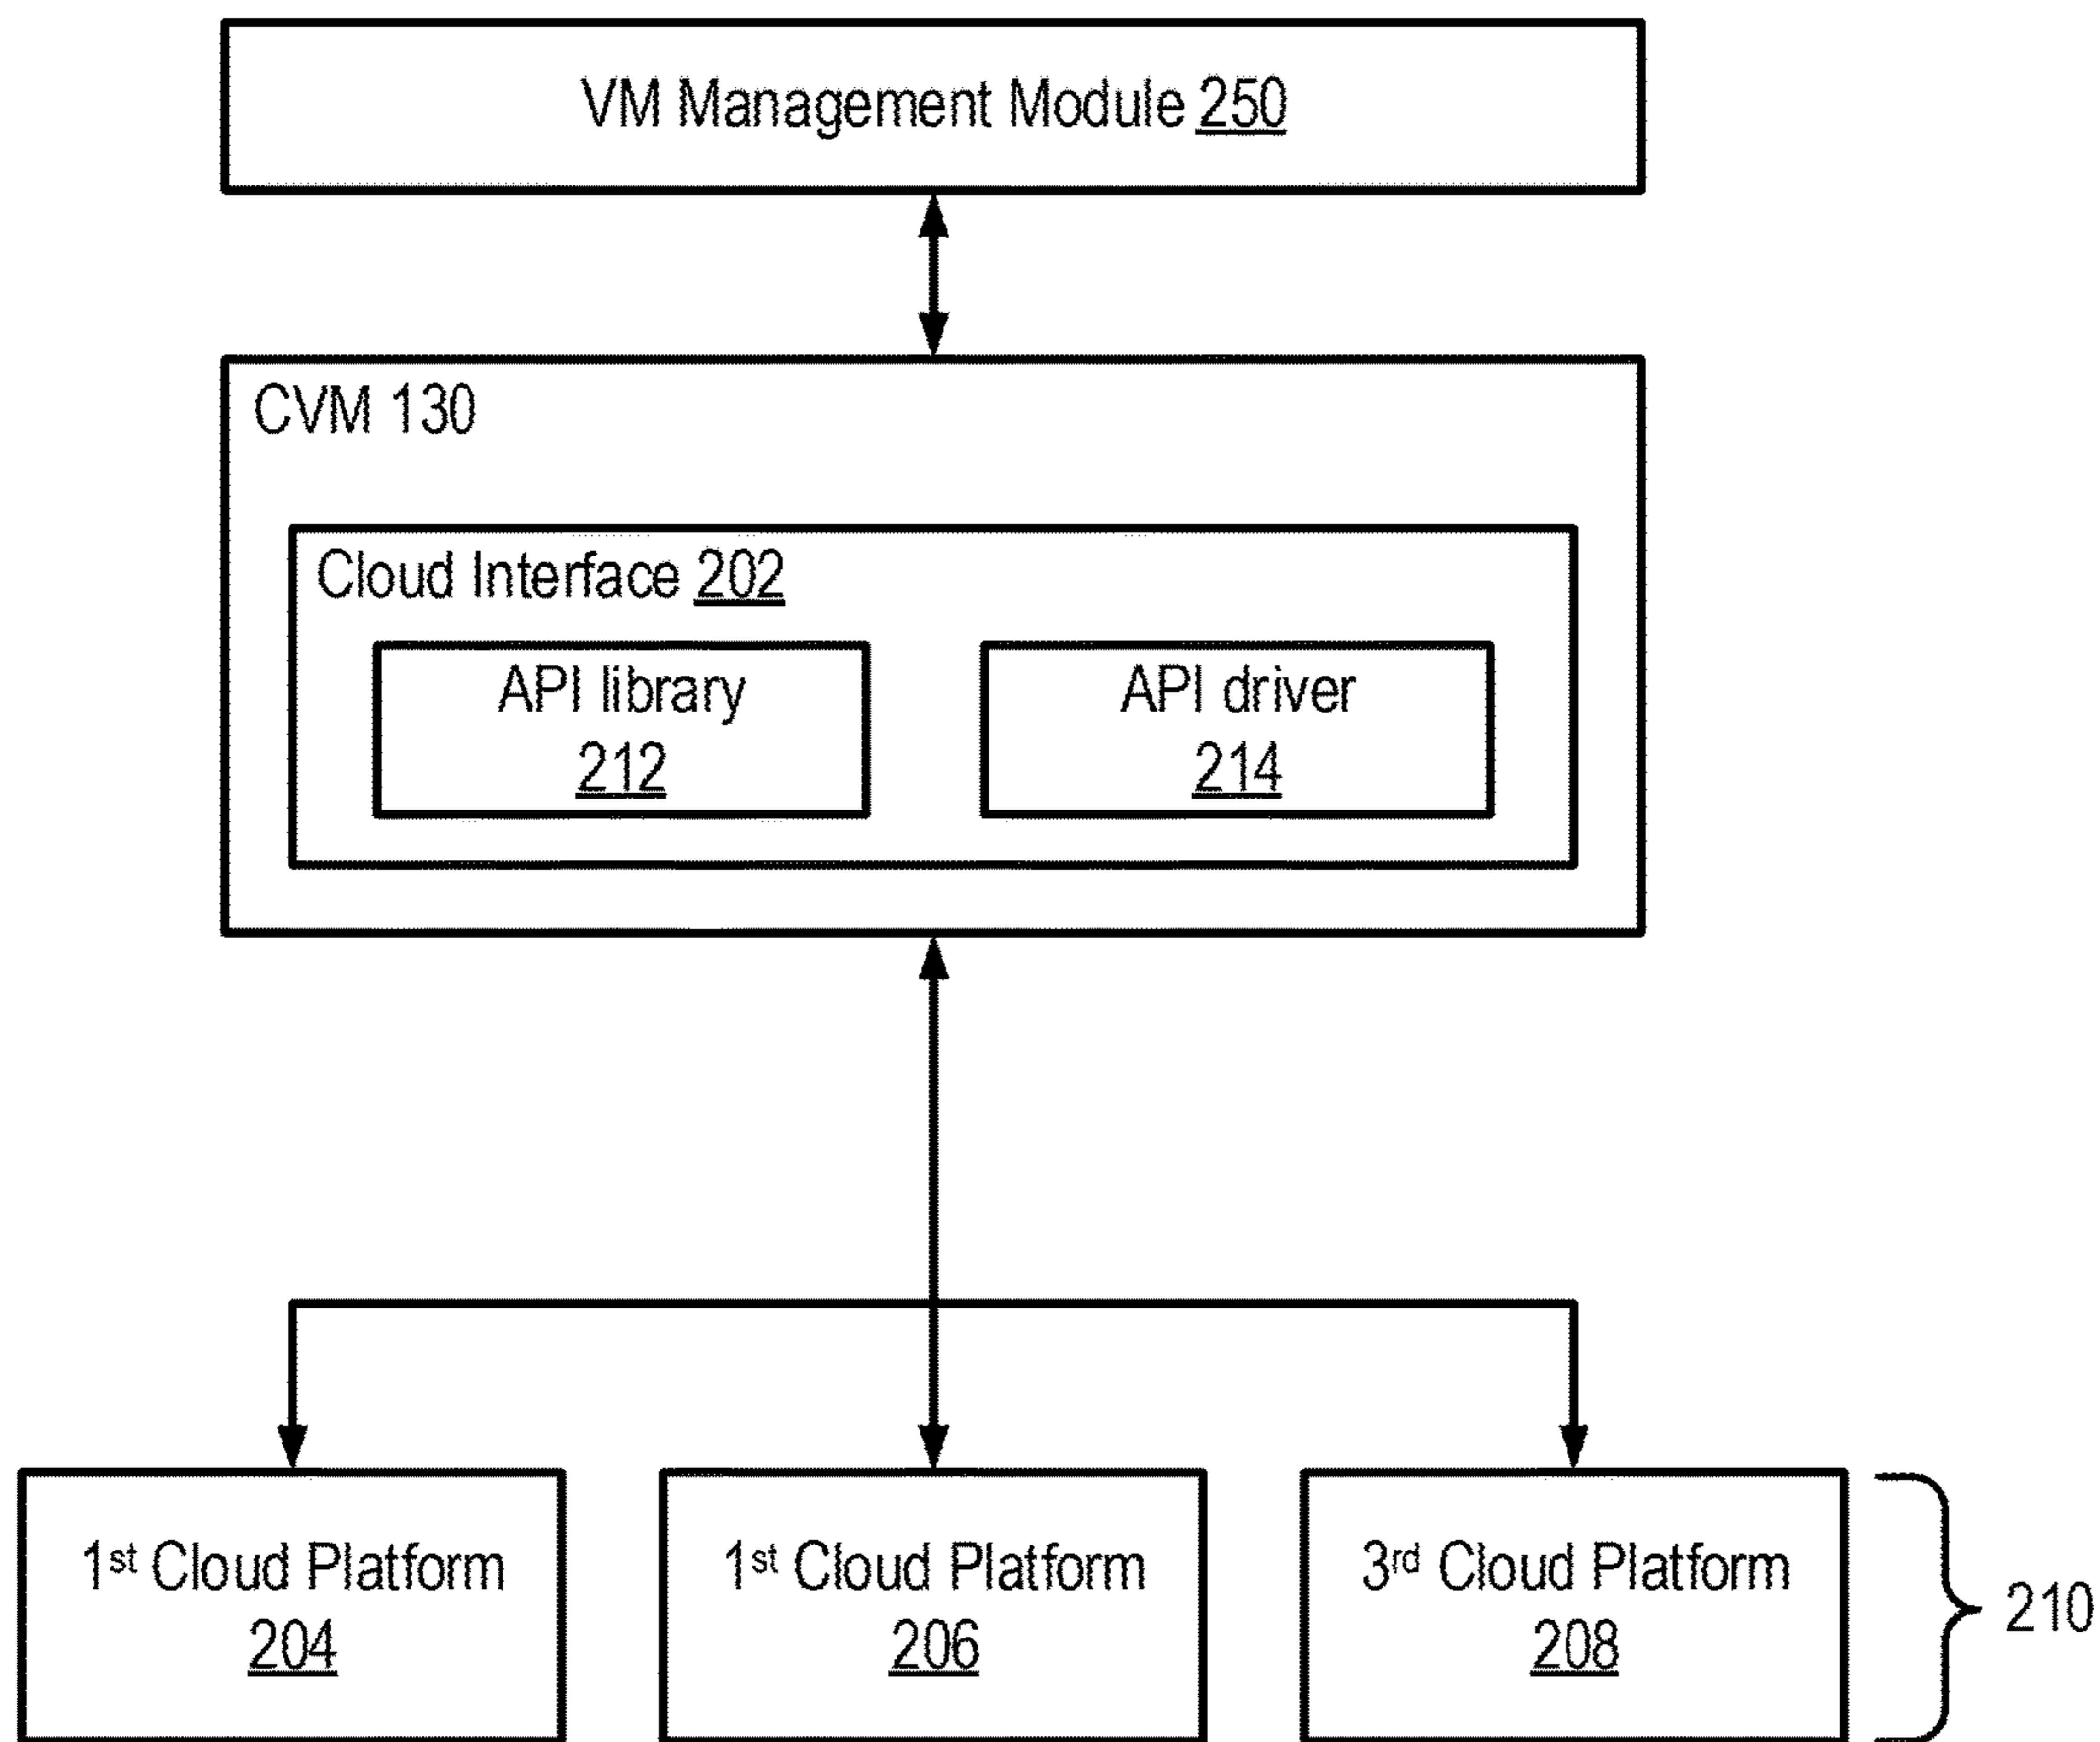 VM Management Module 250
CVM 130
Cloud Interface 202
API library
212
API driver
214
1st Cloud Platform
204
1st Cloud Platform
206
3rd Cloud Platform
208
210